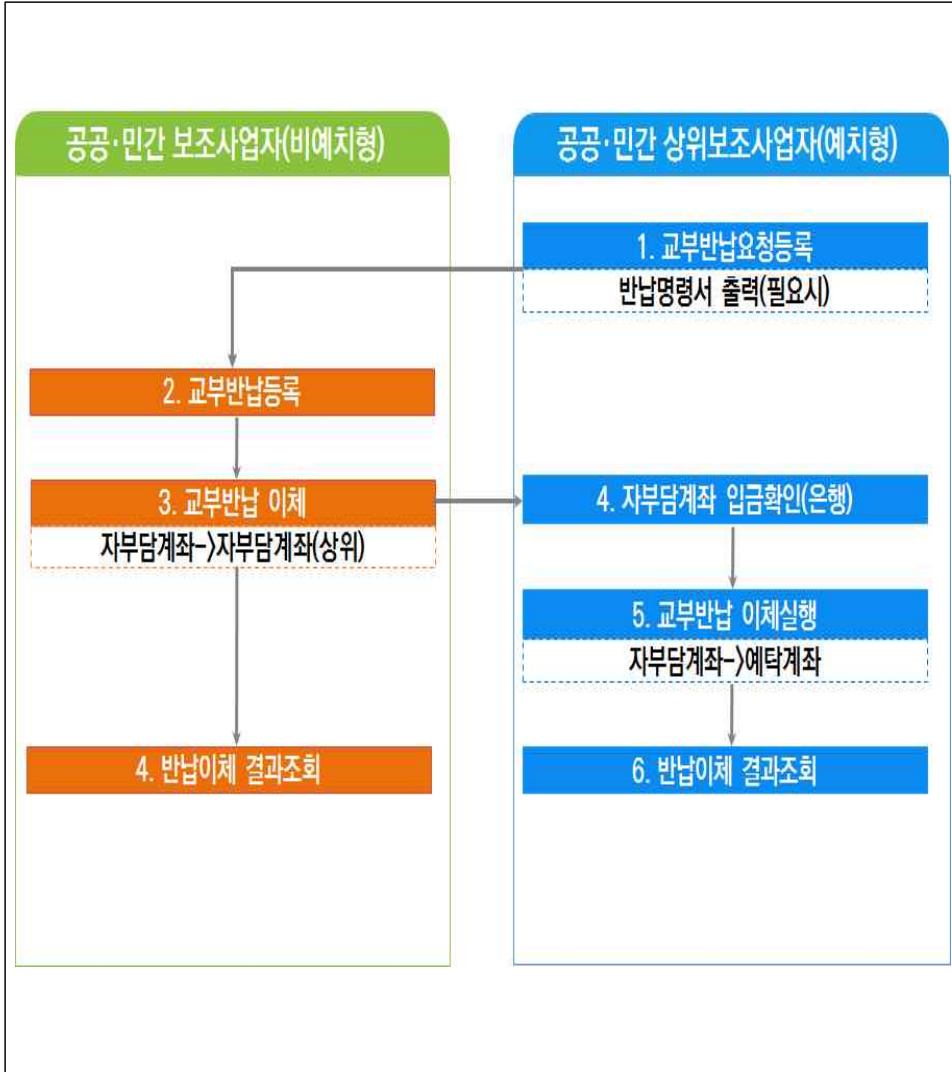 공공·민간 보조사업자(비예치형)
공공·민간 상위보조사업자(예치형)
1. 교부반납요청등록
반납명령서 출력(필요시)
2. 교부반납등록
3. 교부반납 이체
자부담계좌->자부담계좌(상위)
4. 자부담계좌 입금확인(은행)
5. 교부반납 이체실행
자부담계좌->예탁계좌
4. 반납이체 결과조회
6. 반납이체 결과조회